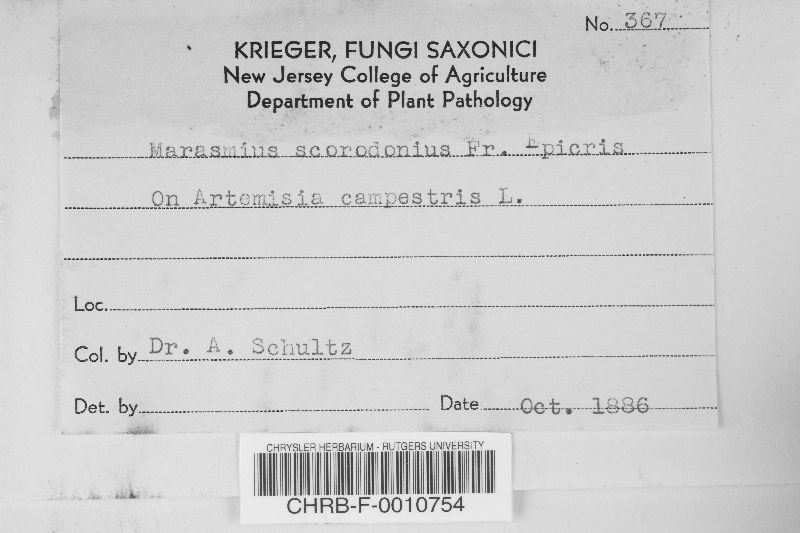 No. 367
KRIEGER, FUNGI SAXONICI
New Jersey College of Agriculture
Department of Plant Pathology
Marasmius scorodonius Fr. Epicris
On Artemisia campestris L.
Loc.
Col. by Dr. A. Schultz
Det. by Date Oct. 1886
CHRYSLER HERBARIUM - RUTGERS UNIVERSITY
CHRB-F-0010754